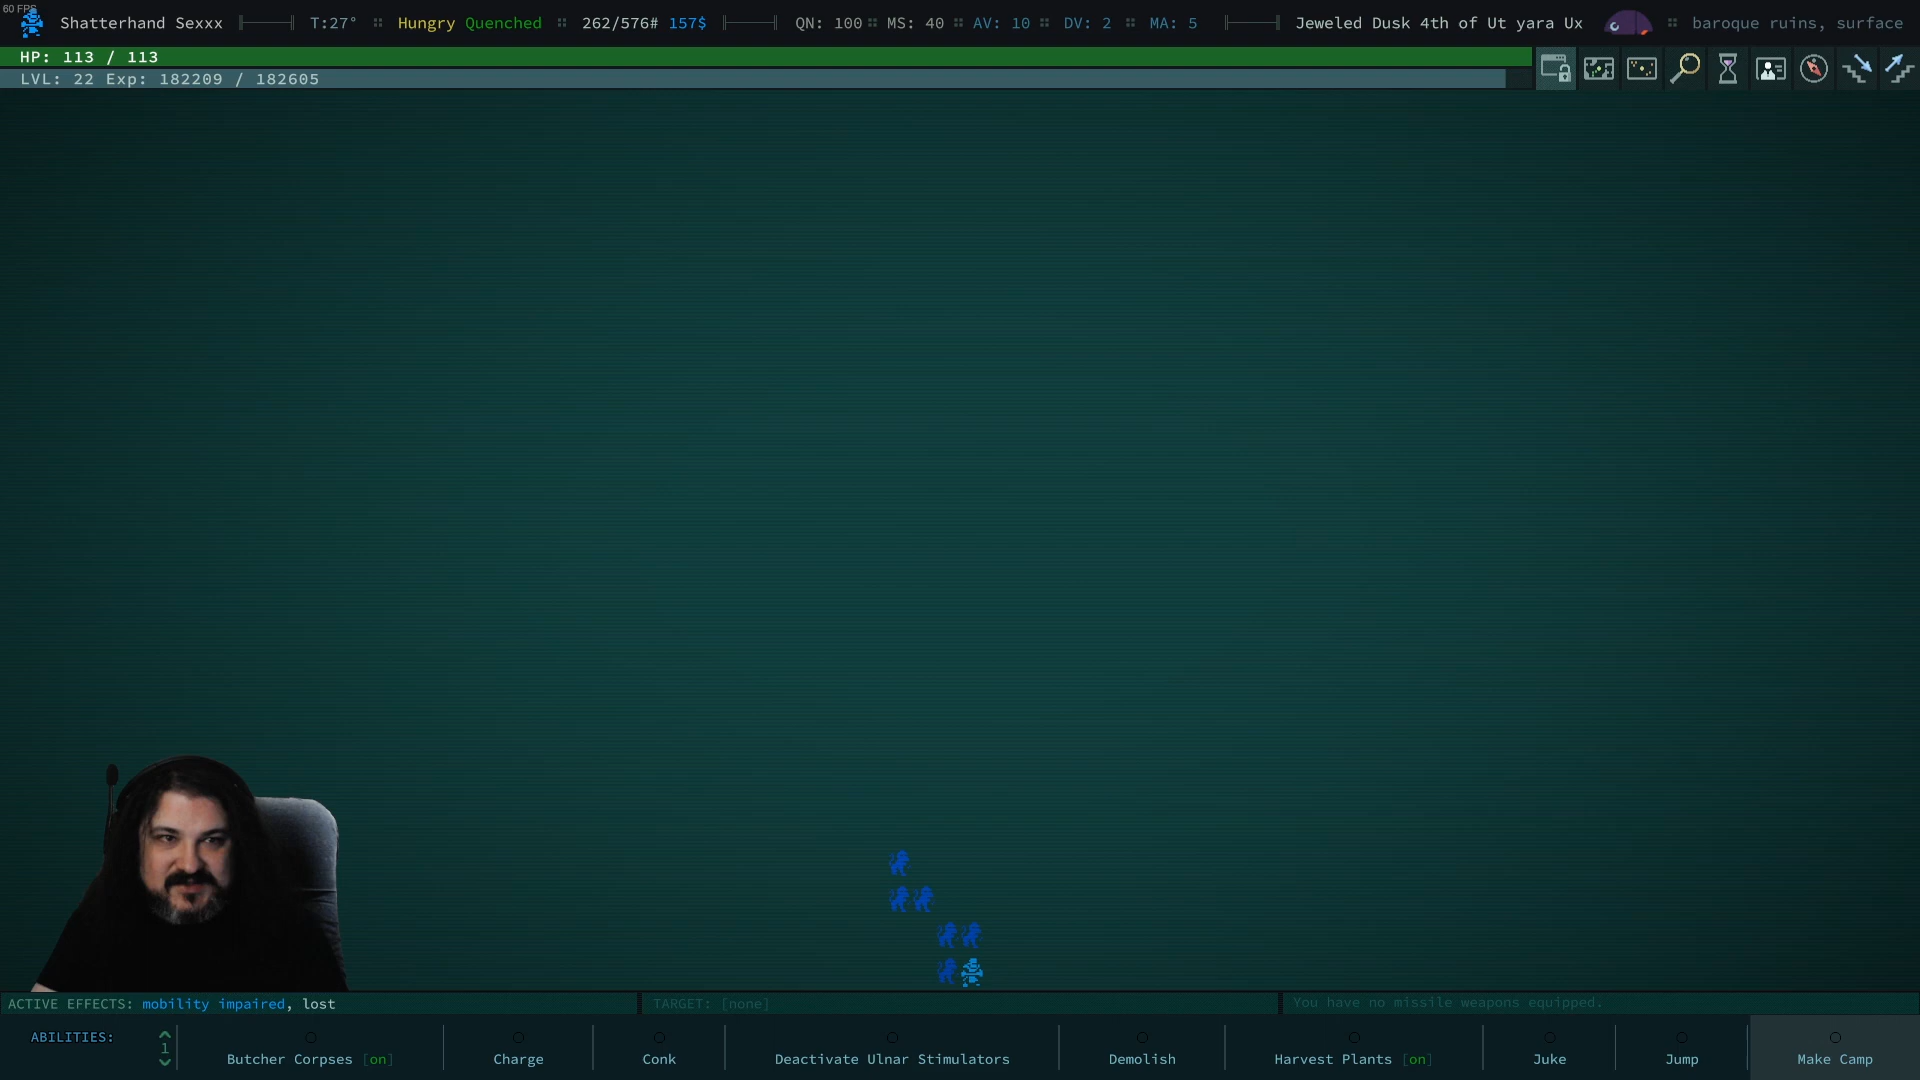 60 FPS
Shatterhand Sexxx T:27° Hungry Quenched 262/576# 157$ QN: 100 MS: 40 AV: 10 DV: 2 MA: 5 Jeweled Dusk 4th of Ut yara Ux baroque ruins, surface
HP: 113 / 113
LVL: 22 Exp: 182209 / 182605
ACTIVE EFFECTS: mobility impaired, lost TARGET: [none] You have no missile weapons equipped.
ABILITIES: 1 Butcher Corpses [on] Charge Conk Deactivate Ulnar Stimulators Demolish Harvest Plants [on] Juke Jump Make Camp